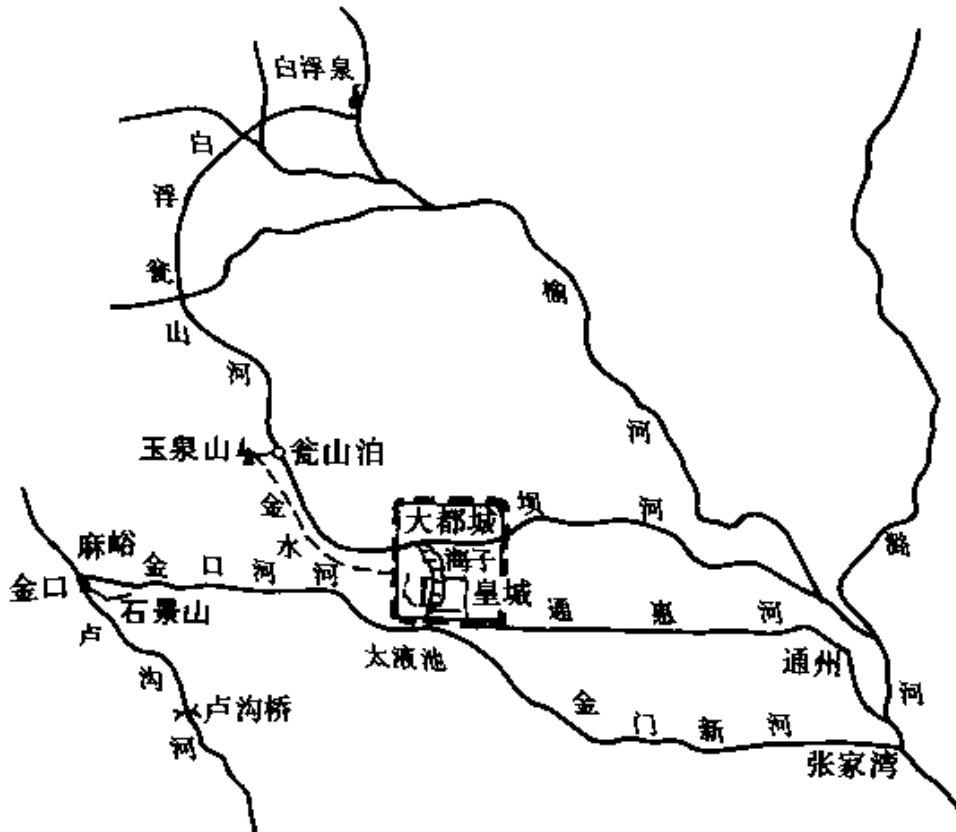 白浮泉
白浮瓮山河
榆河
潞河
玉泉山
瓮山泊
金水河
大都城
海子
皇城
坝河
麻峪
金口
金口河
石景山
卢沟河
卢沟桥
太液池
通惠河
通州
金门新河
张家湾